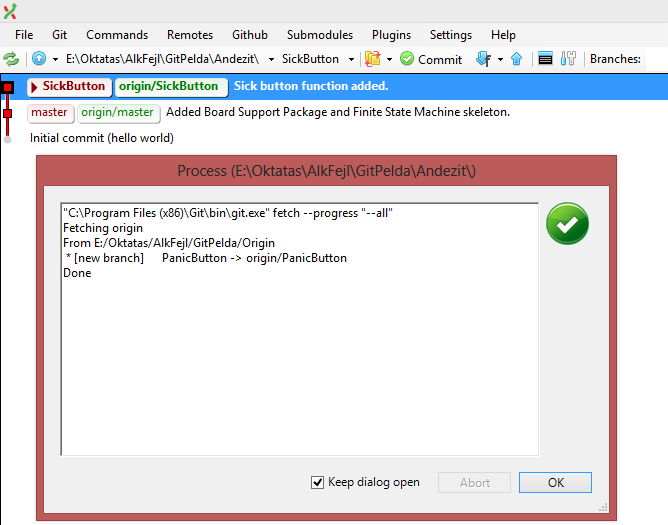 File Git Commands Remotes Github Submodules Plugins Settings Help
E:\Oktatas\AlkFejl\GitPelda\Andezit\ SickButton Commit Branches:
SickButton origin/SickButton Sick button function added.
master origin/master Added Board Support Package and Finite State Machine skeleton.
Initial commit (hello world)
Process (E:\Oktatas\AlkFejl\GitPelda\Andezit\)
"C:\Program Files (x86)\Git\bin\git.exe" fetch --progress "--all"
Fetching origin
From E:/Oktatas/AlkFejl/GitPelda/Origin
* [new branch] PanicButton -> origin/PanicButton
Done
Keep dialog open Abort OK